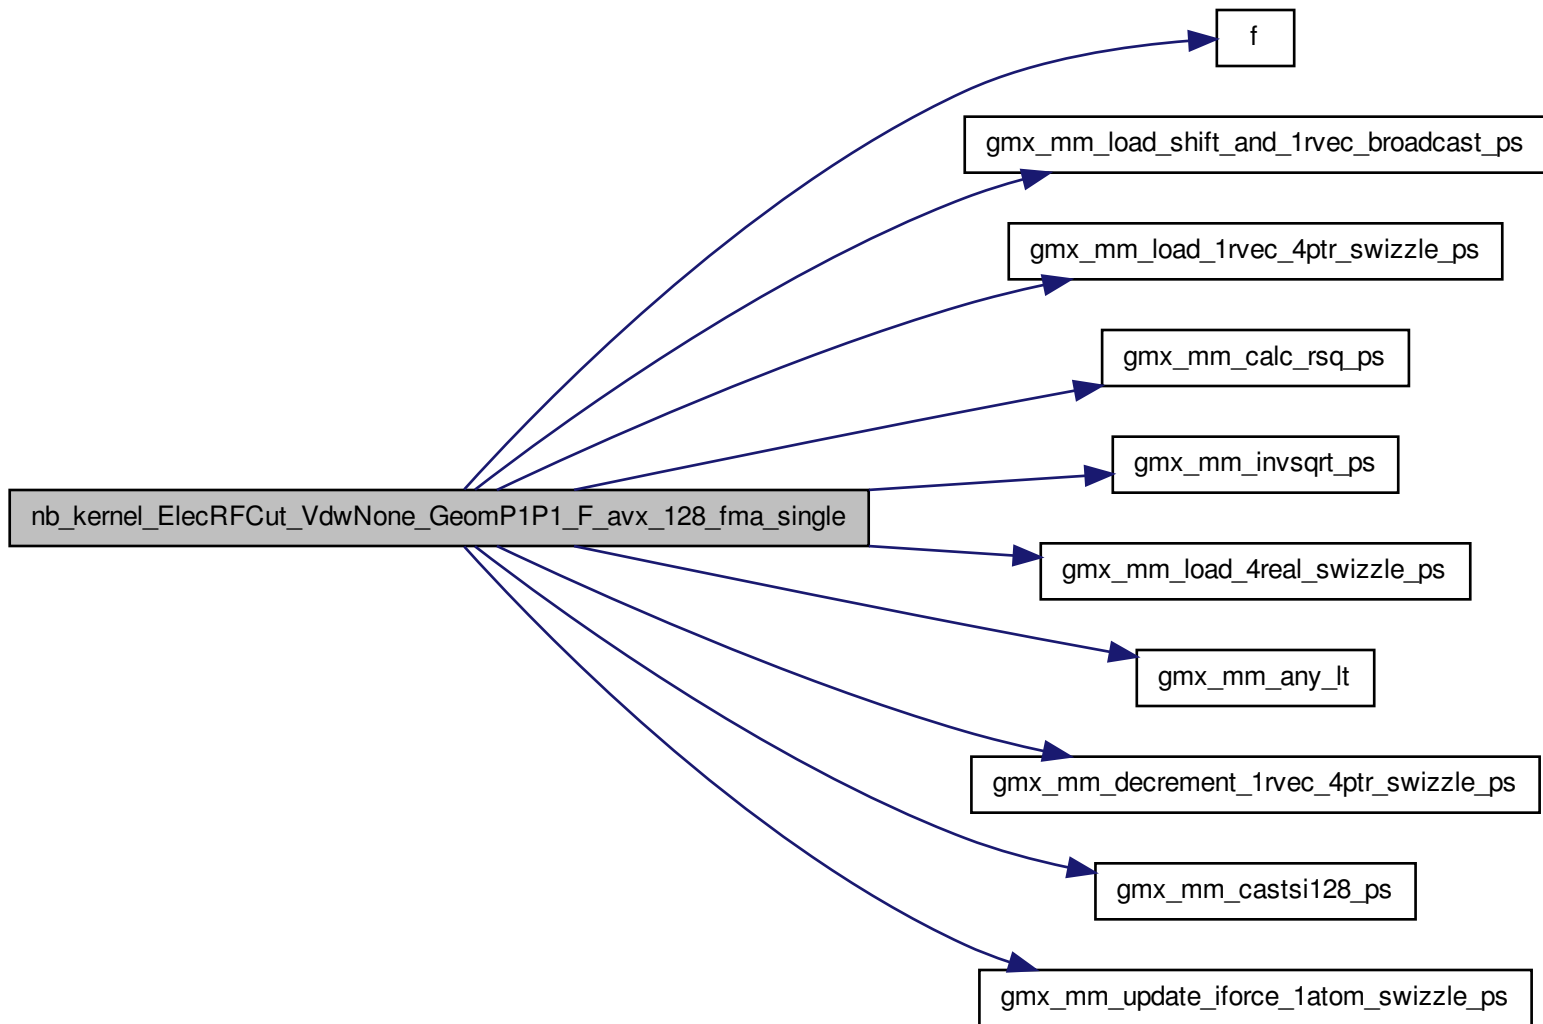 f
gmx_mm_load_shift_and_1rvec_broadcast_ps
gmx_mm_load_1rvec_4ptr_swizzle_ps
gmx_mm_calc_rsq_ps
gmx_mm_invsqrt_ps
nb_kernel_ElecRFCut_VdwNone_GeomP1P1_F_avx_128_fma_single
gmx_mm_load_4real_swizzle_ps
gmx_mm_any_lt
gmx_mm_decrement_1rvec_4ptr_swizzle_ps
gmx_mm_castsi128_ps
gmx_mm_update_iforce_1atom_swizzle_ps